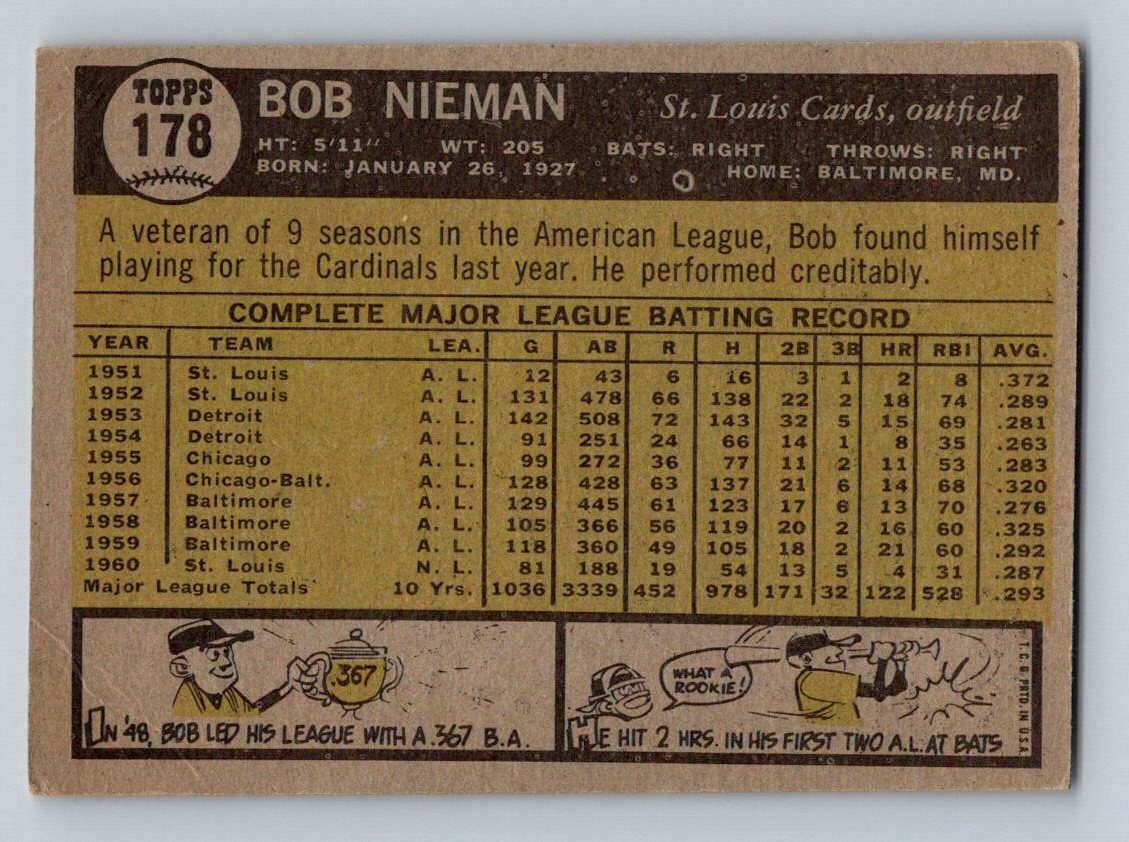 TOPPS
178
BOB NIEMAN St. Louis Cards, outfield
HT: 5'11" WT: 205 BATS: RIGHT THROWS: RIGHT
BORN: JANUARY 26, 1927 HOME: BALTIMORE, MD.
A veteran of 9 seasons in the American League, Bob found himself
playing for the Cardinals last year. He performed creditably.
COMPLETE MAJOR LEAGUE BATTING RECORD
YEAR TEAM LEA. G AB R H 2B 3B HR RBI AVG.
1951 St. Louis A. L. 12 43 6 16 3 1 2 8 .372
1952 St. Louis A. L. 131 478 66 138 22 2 18 74 .289
1953 Detroit A. L. 142 508 72 143 32 5 15 69 .281
1954 Detroit A. L. 91 251 24 66 14 1 8 35 .263
1955 Chicago A. L. 99 272 36 77 11 2 11 53 .283
1956 Chicago-Balt. A. L. 128 428 63 137 21 6 14 68 .320
1957 Baltimore A. L. 129 445 61 123 17 6 13 70 .276
1958 Baltimore A. L. 105 366 56 119 20 2 16 60 .325
1959 Baltimore A. L. 118 360 49 105 18 2 21 60 .292
1960 St. Louis N. L. 81 188 19 54 13 5 4 31 .287
Major League Totals 10 Yrs. 1036 3339 452 978 171 32 122 528 .293
.367
IN '48, BOB LED HIS LEAGUE WITH A .367 B.A.
WHAT A
ROOKIE!
HE HIT 2 HRS. IN HIS FIRST TWO A.L. AT BATS
T.C.G. PRTD. IN U.S.A.